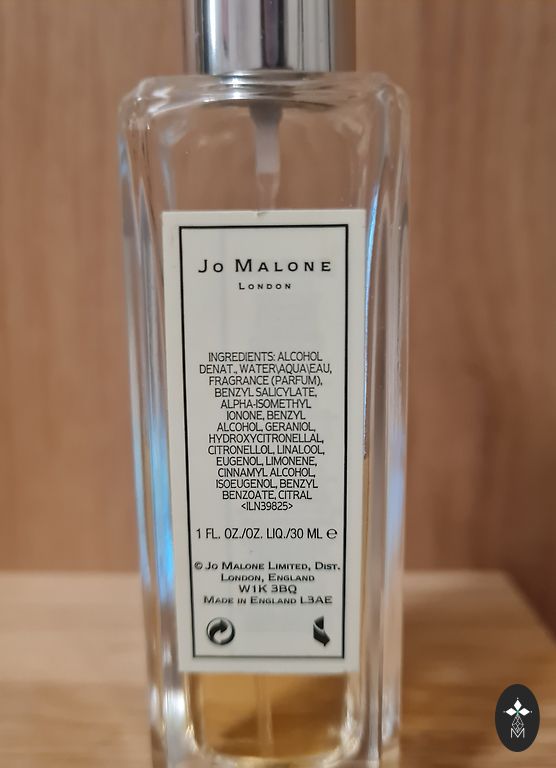 JO MALONE
LONDON
INGREDIENTS: ALCOHOL
DENAT., WATER\AQUA\EAU,
FRAGRANCE (PARFUM),
BENZYL SALICYLATE,
ALPHA-ISOMETHYL
IONONE, BENZYL
ALCOHOL, GERANIOL,
HYDROXYCITRONELLAL,
CITRONELLOL, LINALOOL,
EUGENOL, LIMONENE,
CINNAMYL ALCOHOL,
ISOEUGENOL, BENZYL
BENZOATE, CITRAL
<ILN39825>
1 FL. OZ./OZ. LIQ./30 ML ℮
© JO MALONE LIMITED, DIST.
LONDON, ENGLAND
W1K 3BQ
MADE IN ENGLAND L3AE
M